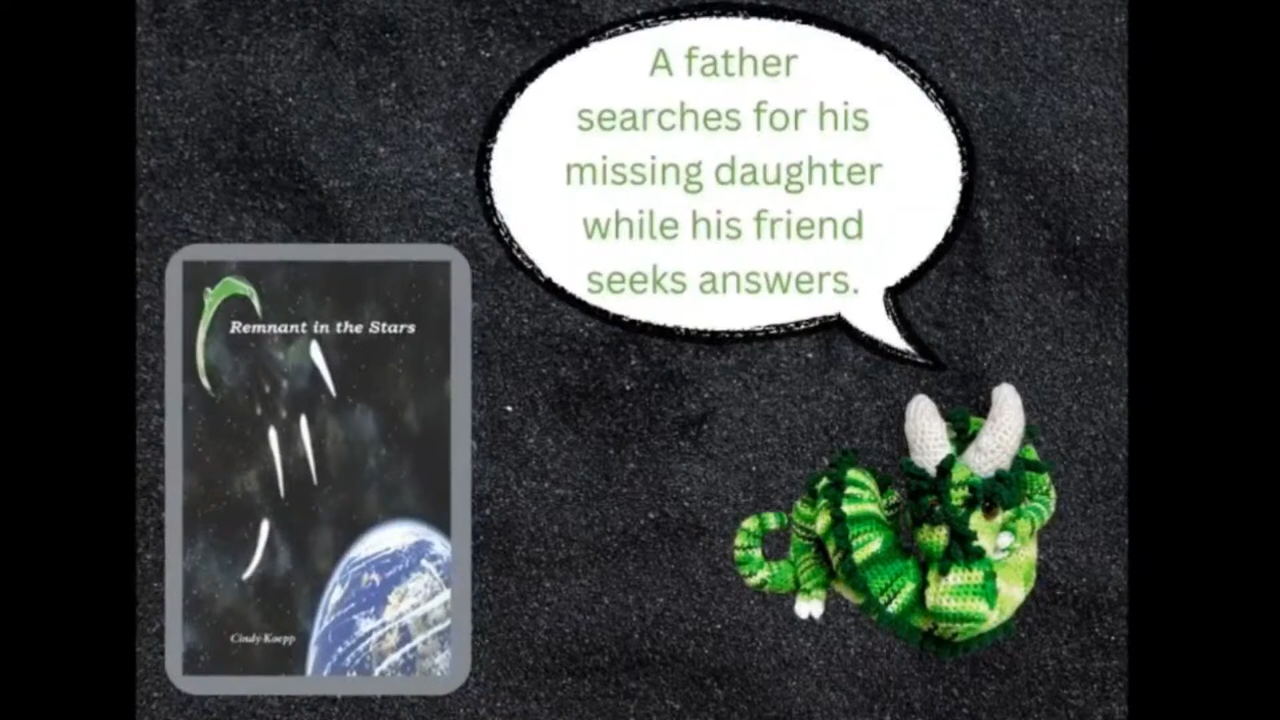 A father
searches for his
missing daughter
while his friend
seeks answers.
Remnant in the Stars
Cindy Koepp